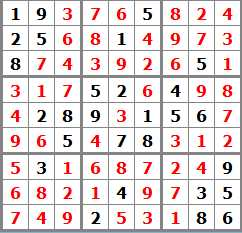 1 9 3 7 6 5 8 2 4
2 5 6 8 1 4 9 7 3
8 7 4 3 9 2 6 5 1
3 1 7 5 2 6 4 9 8
4 2 8 9 3 1 5 6 7
9 6 5 4 7 8 3 1 2
5 3 1 6 8 7 2 4 9
6 8 2 1 4 9 7 3 5
7 4 9 2 5 3 1 8 6